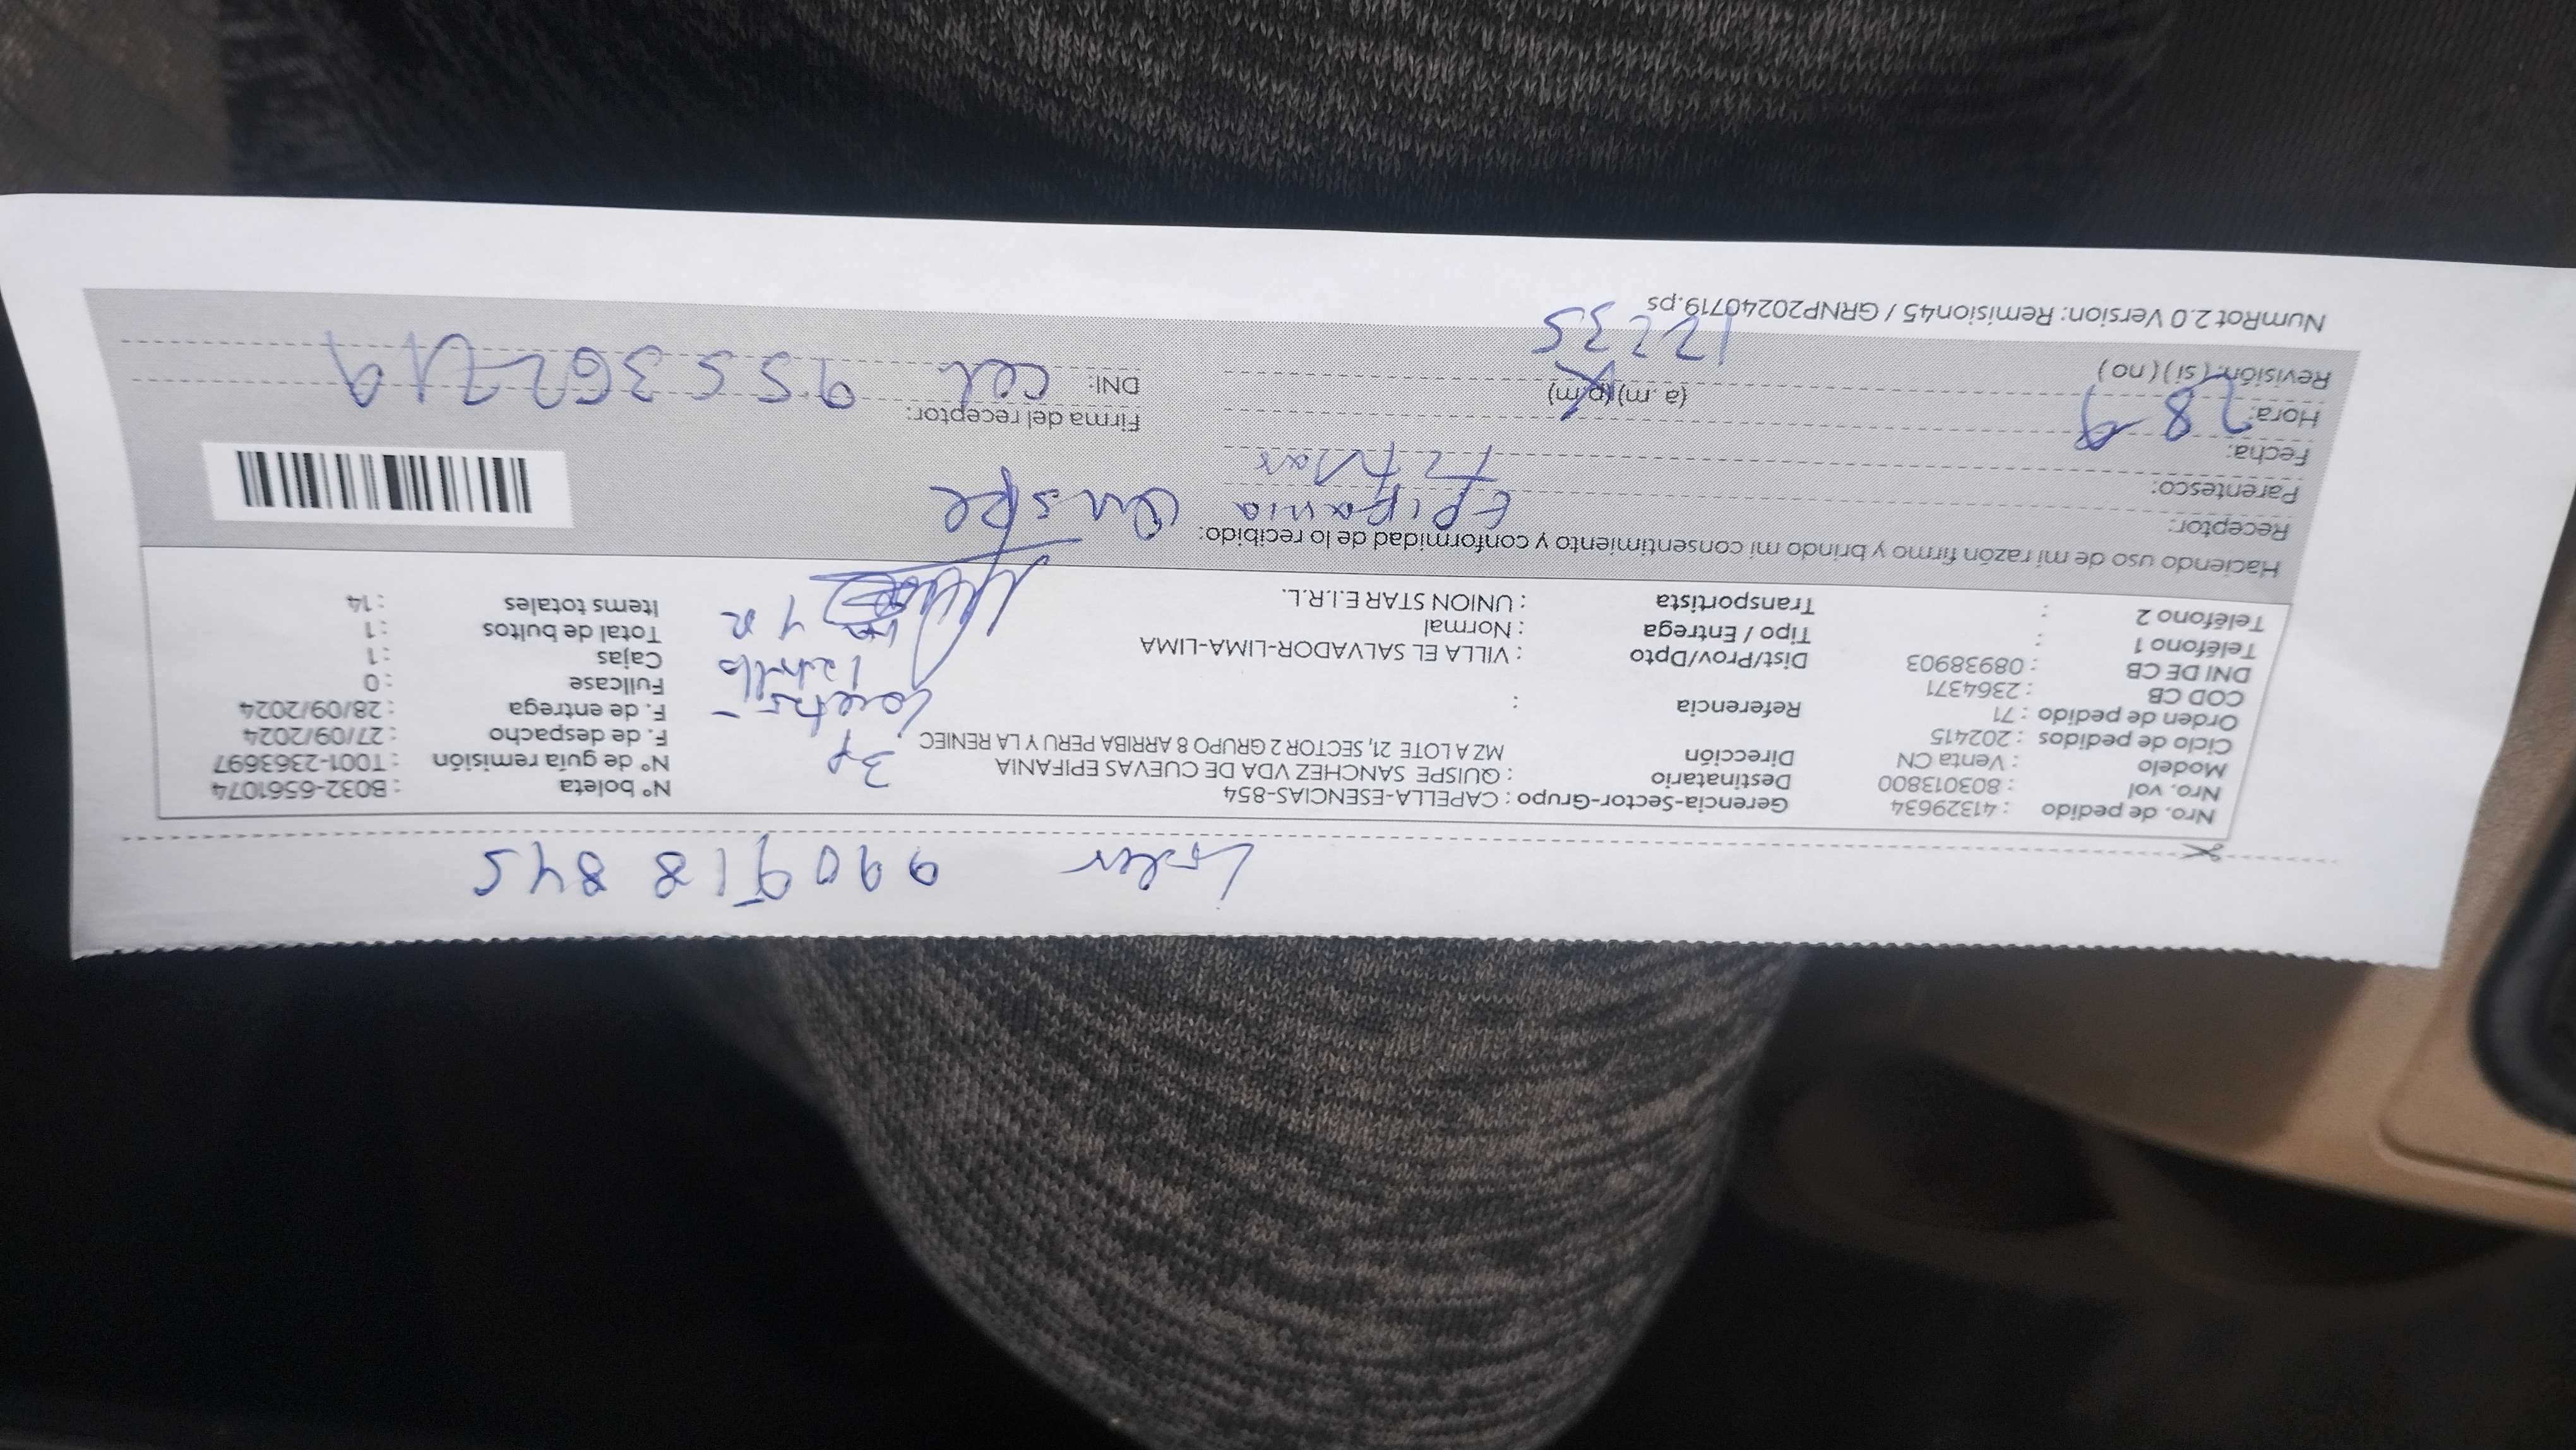 Lider 990918845
Nro. de pedido : 41329634 Gerencia-Sector-Grupo : CAPELLA-ESENCIAS-854 N° boleta : B032-6561074
Nro. vol : 803013800 Destinatario : QUISPE SANCHEZ VDA DE CUEVAS EPIFANIA N° de guía remisión : T001-2363697
Modelo : Venta CN Dirección MZ A LOTE 21, SECTOR 2 GRUPO 8 ARRIBA PERU Y LA RENIEC, F. de despacho : 27/09/2024
Ciclo de pedidos : 202415 F. de entrega : 28/09/2024
Orden de pedido : 71 Referencia : Fullcase : 0
COD CB : 2364371 Cajas : 1
DNI DE CB : 08938903 Dist/Prov/Dpto : VILLA EL SALVADOR-LIMA-LIMA Total de bultos : 1
Teléfono 1 : Tipo / Entrega : Normal Items totales : 14
Teléfono 2 : Transportista : UNION STAR E.I.R.L.
3p
ladrillo
Haciendo uso de mi razón firmo y brindo mi consentimiento y conformidad de lo recibido:
Receptor: Epifania Quispe
Parentesco: Titular
Fecha: 28 9
Hora: (a.m) (p.m) Firma del receptor:
Revisión: (si) (no) 1235 DNI: Cel 955362719
NumRot 2.0 Version: Remision45 / GRNP20240719.ps